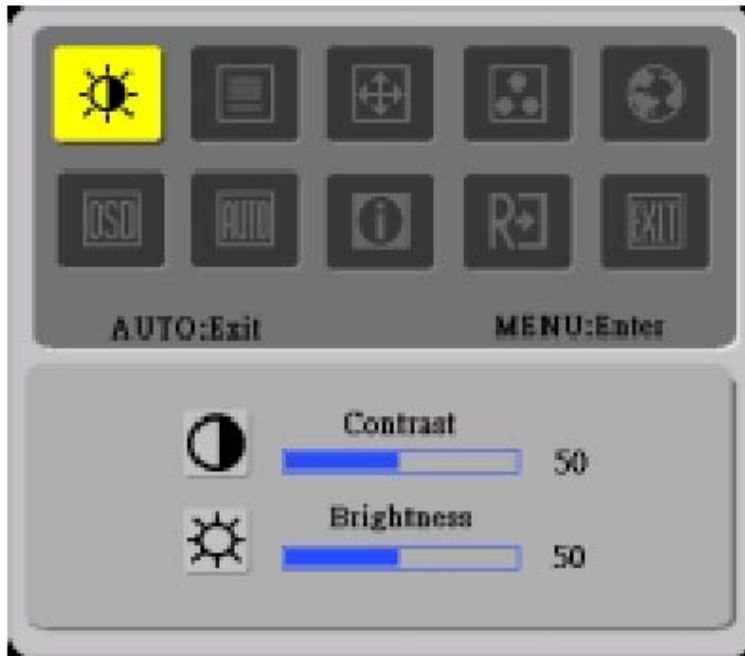 OSD AUTO R EXIT
AUTO:Exit MENU:Enter
Contrast
50
Brightness
50